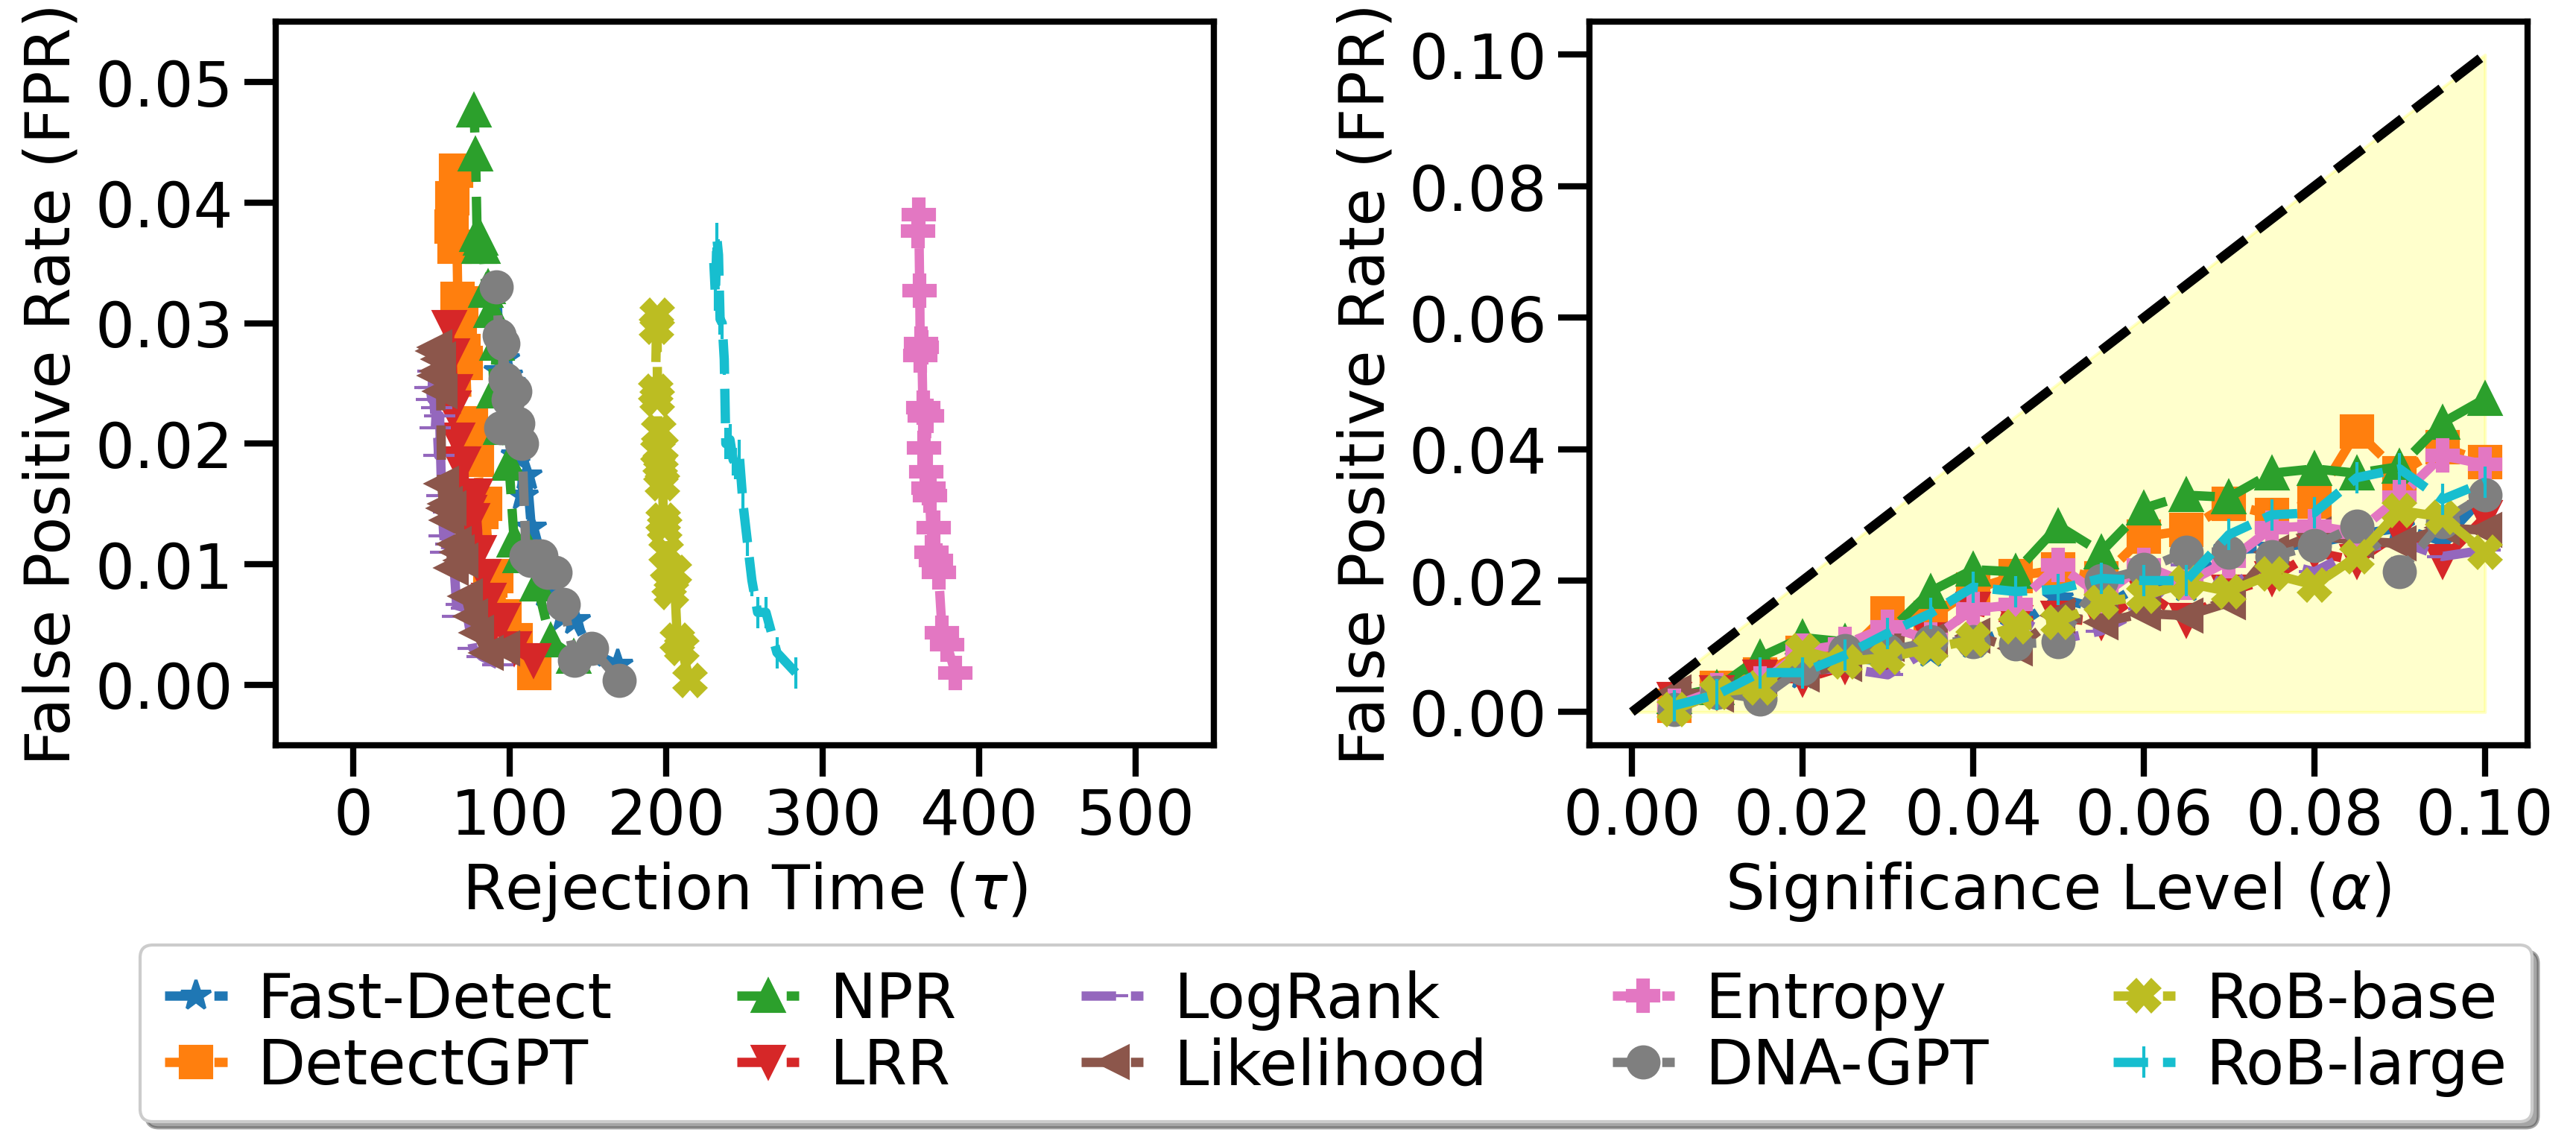 False Positive Rate (FPR)
0.05
0.04
0.03
0.02
0.01
0.00
0 100 200 300 400 500
Rejection Time (τ)
False Positive Rate (FPR)
0.10
0.08
0.06
0.04
0.02
0.00
0.00 0.02 0.04 0.06 0.08 0.10
Significance Level (α)
Fast-Detect NPR LogRank Entropy RoB-base
DetectGPT LRR Likelihood DNA-GPT RoB-large